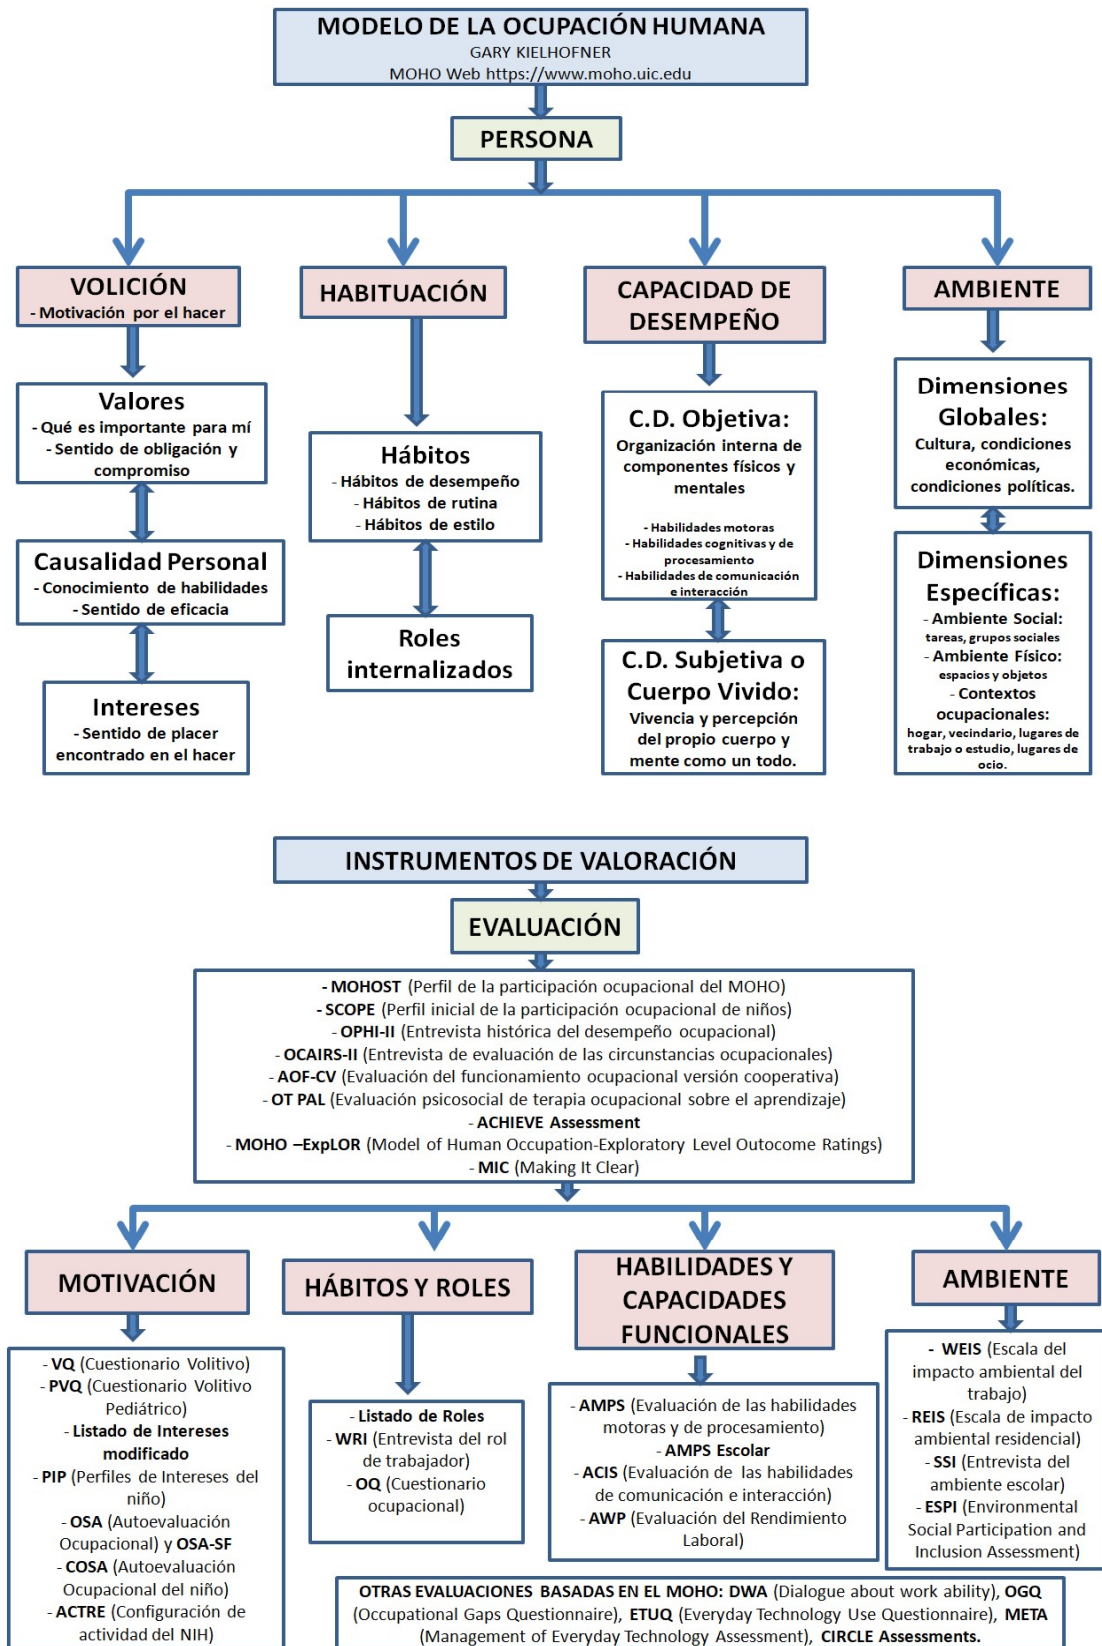 MODELO DE LA OCUPACIÓN HUMANA
GARY KIELHOFNER
MOHO Web https://www.moho.uic.edu
PERSONA
VOLICIÓN
- Motivación por el hacer
Valores
- Qué es importante para mí
- Sentido de obligación y
compromiso
Causalidad Personal
- Conocimiento de habilidades
- Sentido de eficacia
Intereses
- Sentido de placer
encontrado en el hacer
HABITUACIÓN
Hábitos
- Hábitos de desempeño
- Hábitos de rutina
- Hábitos de estilo
Roles
internalizados
CAPACIDAD DE
DESEMPEÑO
C.D. Objetiva:
Organización interna de
componentes físicos y
mentales
- Habilidades motoras
- Habilidades cognitivas y de
procesamiento
- Habilidades de comunicación
e interacción
C.D. Subjetiva o
Cuerpo Vivido:
Vivencia y percepción
del propio cuerpo y
mente como un todo.
AMBIENTE
Dimensiones
Globales:
Cultura, condiciones
económicas,
condiciones políticas.
Dimensiones
Específicas:
- Ambiente Social:
tareas, grupos sociales
- Ambiente Físico:
espacios y objetos
- Contextos
ocupacionales:
hogar, vecindario, lugares de
trabajo o estudio, lugares de
ocio.
INSTRUMENTOS DE VALORACIÓN
EVALUACIÓN
- MOHOST (Perfil de la participación ocupacional del MOHO)
- SCOPE (Perfil inicial de la participación ocupacional de niños)
- OPHI-II (Entrevista histórica del desempeño ocupacional)
- OCAIRS-II (Entrevista de evaluación de las circunstancias ocupacionales)
- AOF-CV (Evaluación del funcionamiento ocupacional versión cooperativa)
- OT PAL (Evaluación psicosocial de terapia ocupacional sobre el aprendizaje)
- ACHIEVE Assessment
- MOHO –ExpLOR (Model of Human Occupation-Exploratory Level Outocome Ratings)
- MIC (Making It Clear)
MOTIVACIÓN
- VQ (Cuestionario Volitivo)
- PVQ (Cuestionario Volitivo
Pediátrico)
- Listado de Intereses
modificado
- PIP (Perfiles de Intereses del
niño)
- OSA (Autoevaluación
Ocupacional) y OSA-SF
- COSA (Autoevaluación
Ocupacional del niño)
- ACTRE (Configuración de
actividad del NIH)
HÁBITOS Y ROLES
- Listado de Roles
- WRI (Entrevista del rol
de trabajador)
- OQ (Cuestionario
ocupacional)
HABILIDADES Y
CAPACIDADES
FUNCIONALES
- AMPS (Evaluación de las habilidades
motoras y de procesamiento)
- AMPS Escolar
- ACIS (Evaluación de las habilidades
de comunicación e interacción)
- AWP (Evaluación del Rendimiento
Laboral)
AMBIENTE
- WEIS (Escala del
impacto ambiental del
trabajo)
- REIS (Escala de impacto
ambiental residencial)
- SSI (Entrevista del
ambiente escolar)
- ESPI (Environmental
Social Participation and
Inclusion Assessment)
OTRAS EVALUACIONES BASADAS EN EL MOHO: DWA (Dialogue about work ability), OGQ
(Occupational Gaps Questionnaire), ETUQ (Everyday Technology Use Questionnaire), META
(Management of Everyday Technology Assessment), CIRCLE Assessments.